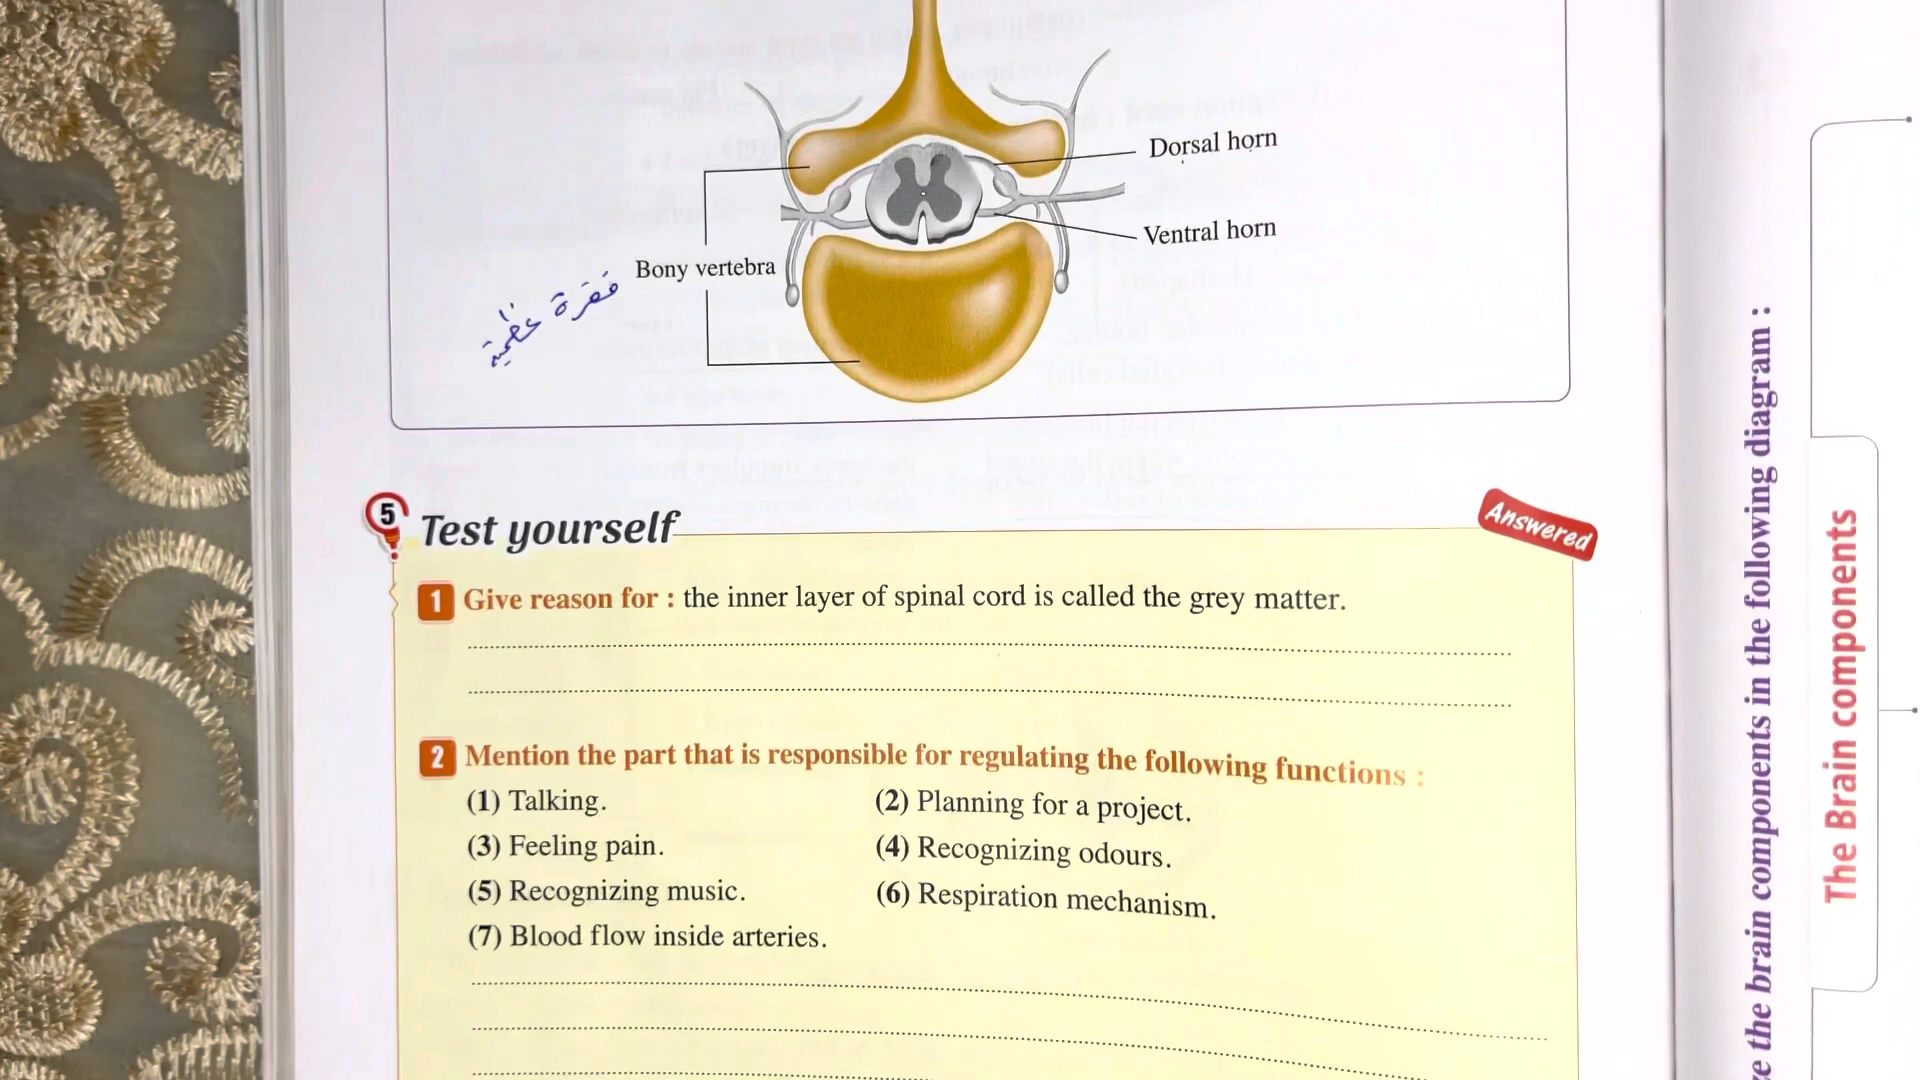 Dorsal horn
Ventral horn
Bony vertebra
فقرة عظمية
5 Test yourself
Answered
1 Give reason for : the inner layer of spinal cord is called the grey matter.
2 Mention the part that is responsible for regulating the following functions :
(1) Talking. (2) Planning for a project.
(3) Feeling pain. (4) Recognizing odours.
(5) Recognizing music. (6) Respiration mechanism.
(7) Blood flow inside arteries.
the brain components in the following diagram :
The Brain components